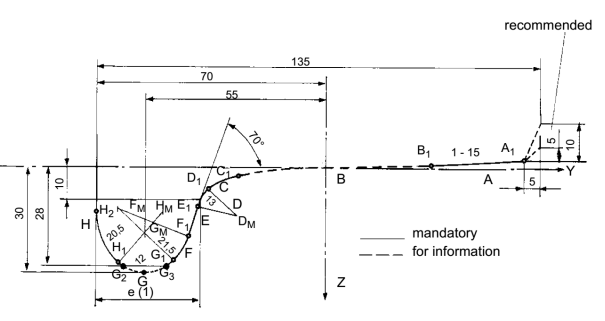 recommended
135
70
55
70°
B1
1 - 15
A1
5
10
D1
C1
C
B
A
5
Y
10
30
28
H
H2
FM
HM
E1
E
13
D
DM
20,5
GM
F1
F
H1
21,5
G1
12
G2
G
G3
e (1)
Z
mandatory
for information